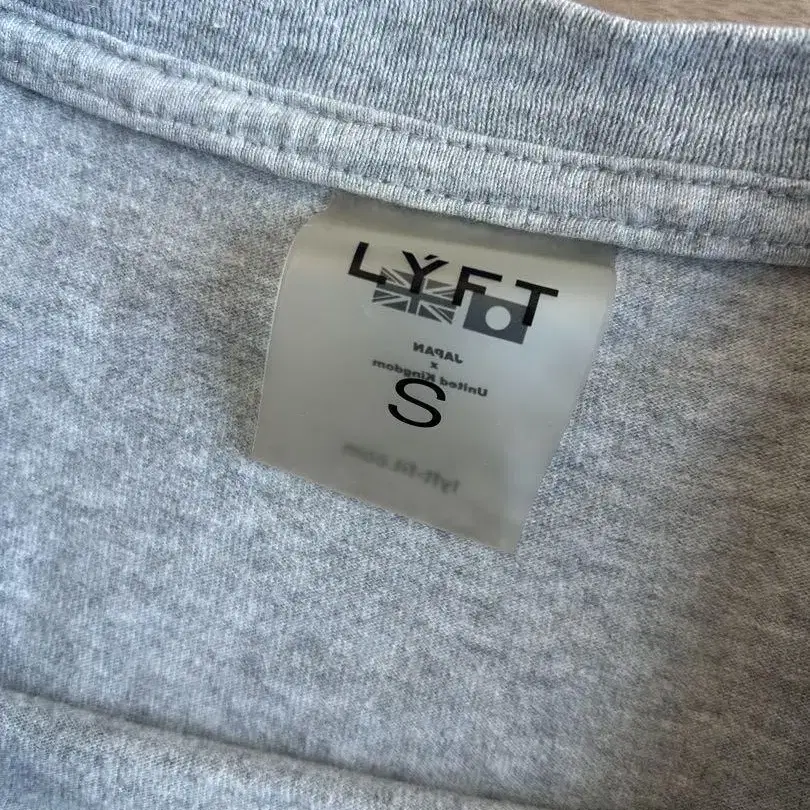 LÝFT
JAPAN
x
United Kingdom
S
lyft-fit.com